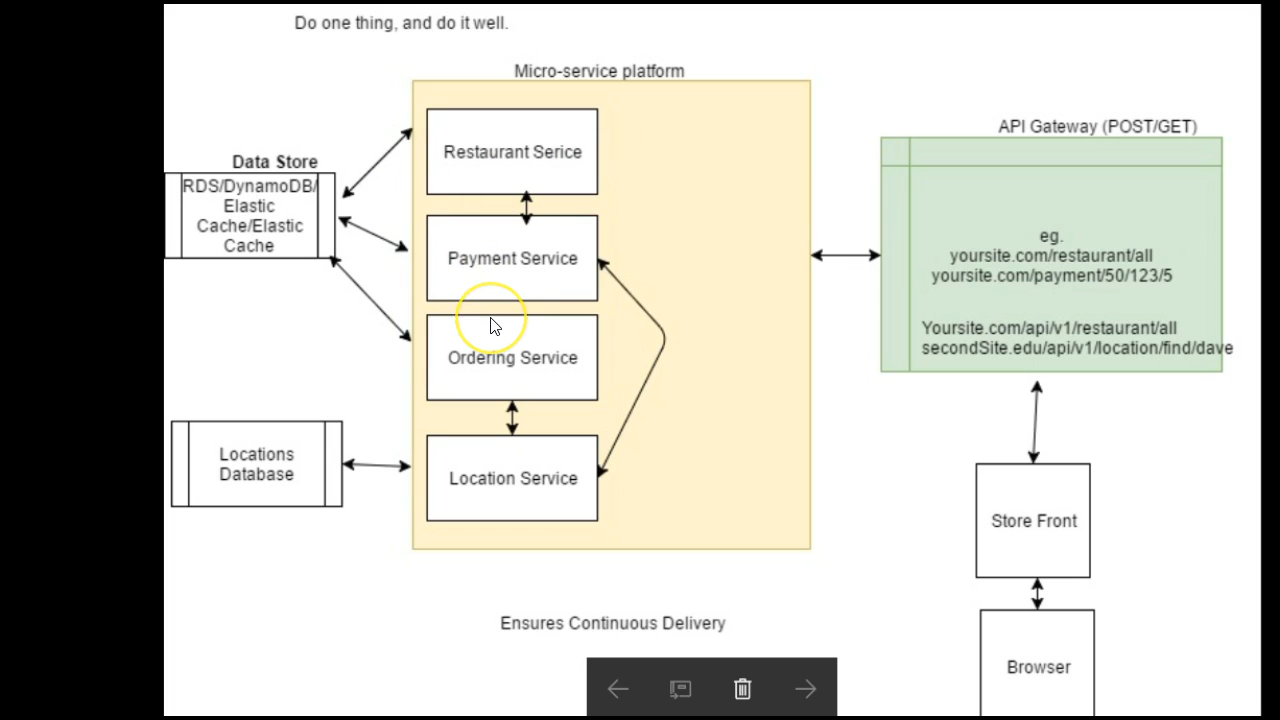 Do one thing, and do it well.
Micro-service platform
Restaurant Serice
Payment Service
Ordering Service
Location Service
Data Store
RDS/DynamoDB/
Elastic
Cache/Elastic
Cache
Locations
Database
API Gateway (POST/GET)
eg.
yoursite.com/restaurant/all
yoursite.com/payment/50/123/5
Yoursite.com/api/v1/restaurant/all
secondSite.edu/api/v1/location/find/dave
Store Front
Browser
Ensures Continuous Delivery